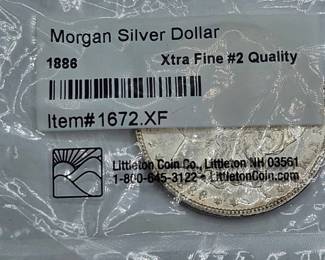 Morgan Silver Dollar
1886 Xtra Fine #2 Quality
Item#1672.XF
Littleton Coin Co., Littleton NH 03561
1-800-645-3122 • LittletonCoin.com